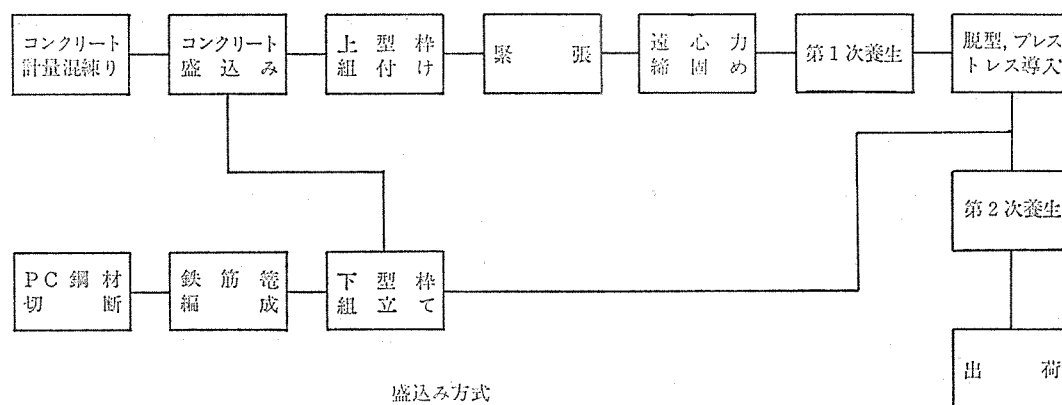 コンクリート
計量混練り
コンクリート
盛込み
上型枠
組付け
緊張
遠心力
締固め
第1次養生
脱型,プレス
トレス導入
第2次養生
PC鋼材
切断
鉄筋篭
編成
下型枠
組立て
出荷
盛込み方式